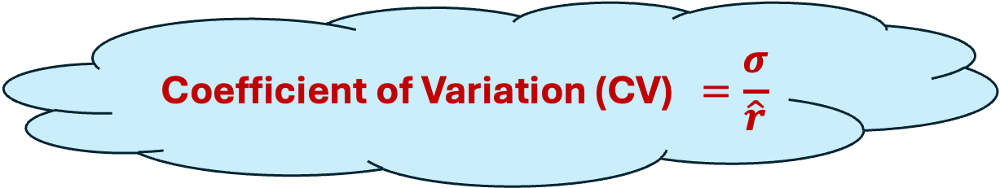 Coefficient of Variation (CV) = σ/r̂